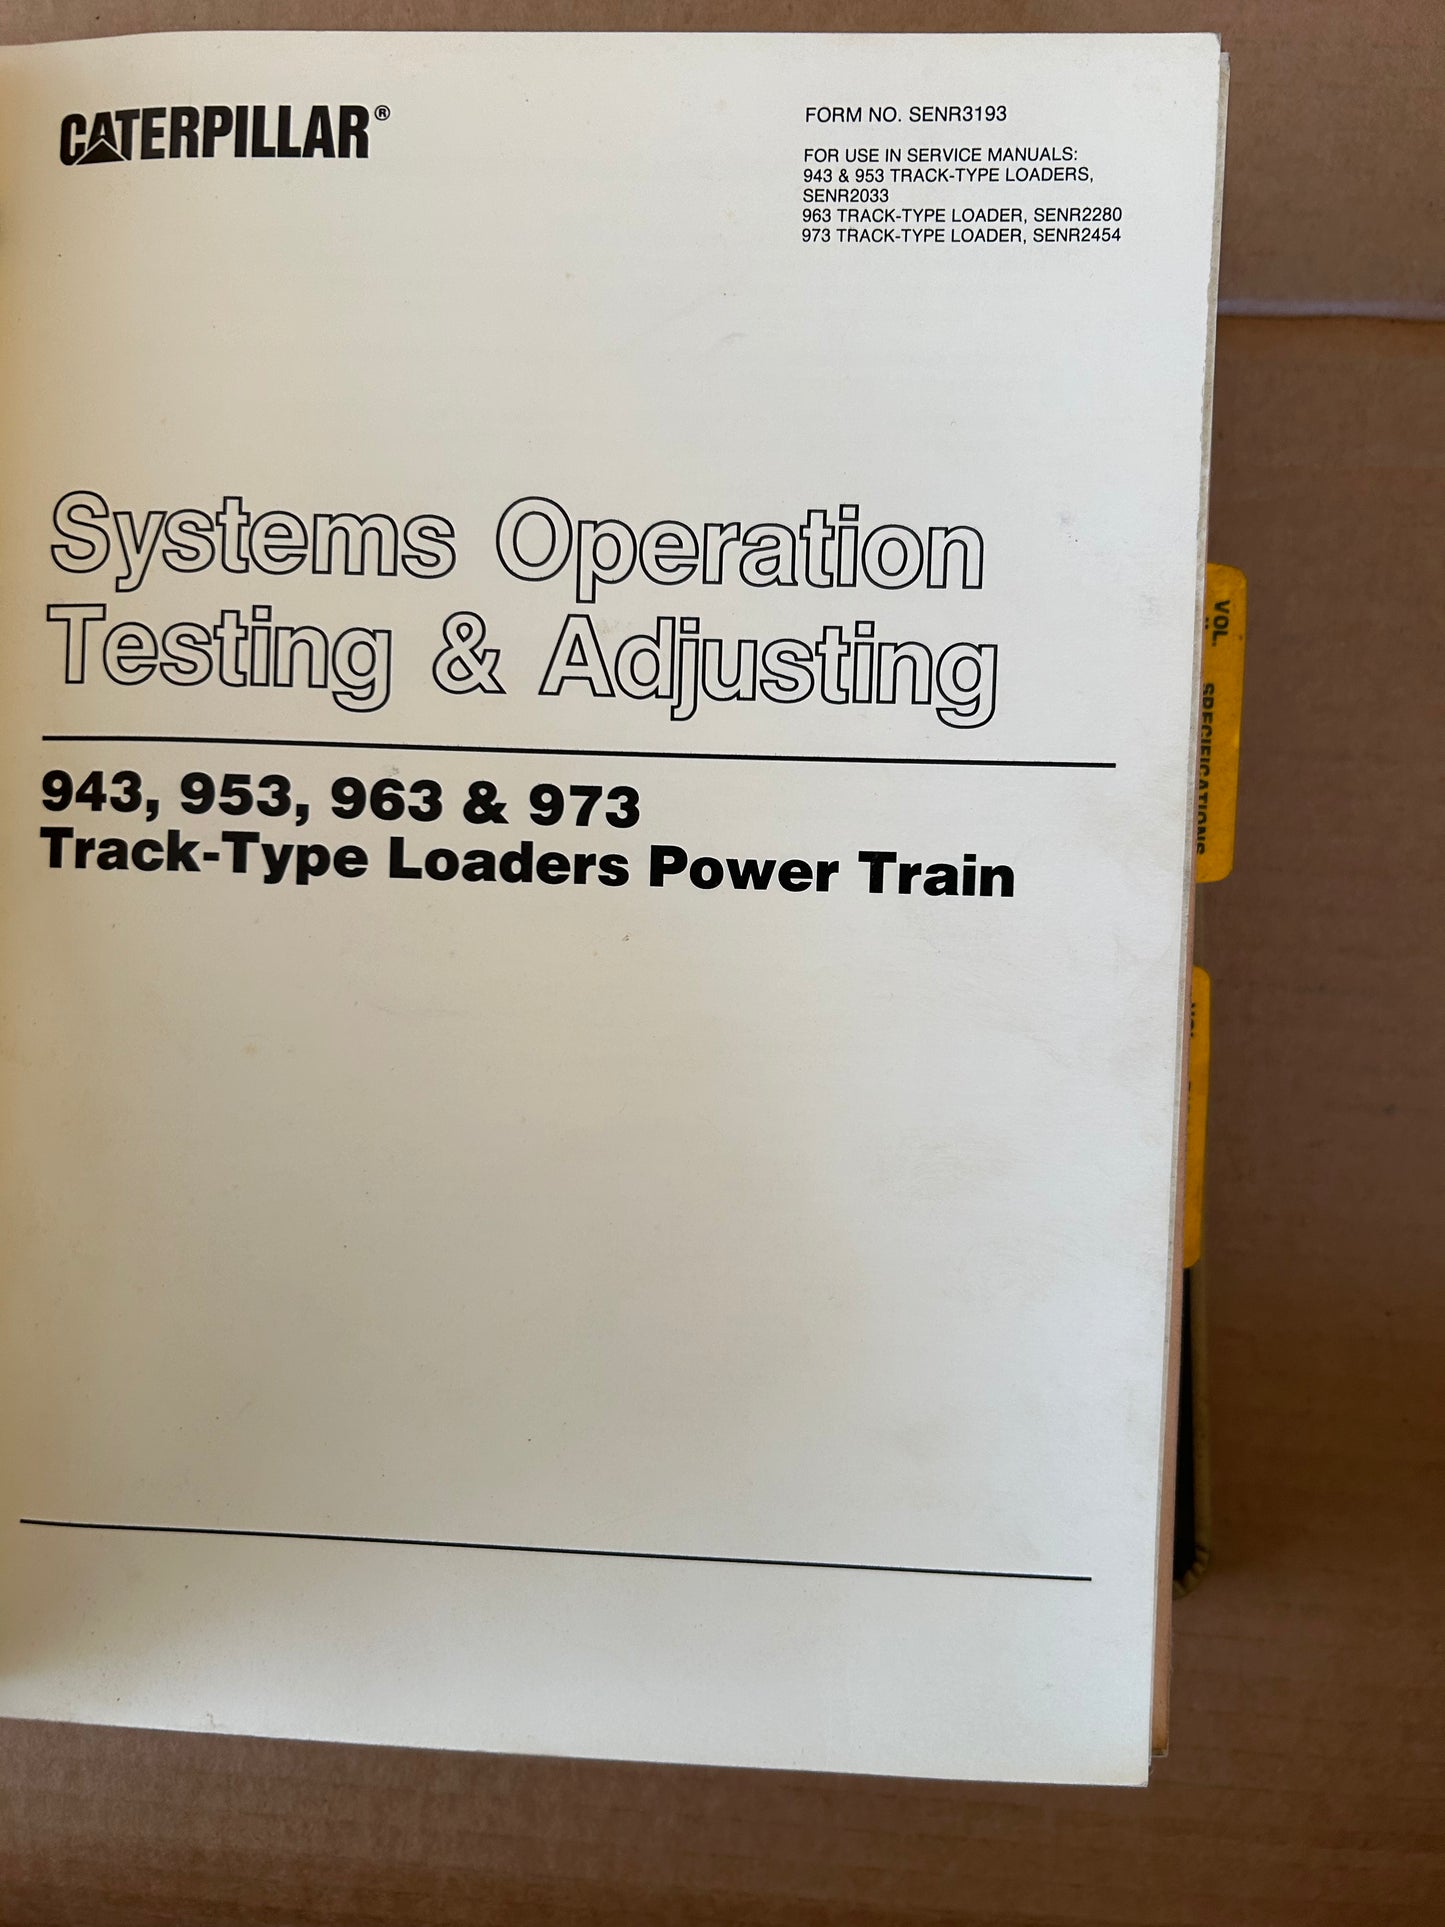 CATERPILLAR®
FORM NO. SENR3193
FOR USE IN SERVICE MANUALS:
943 & 953 TRACK-TYPE LOADERS,
SENR2033
963 TRACK-TYPE LOADER, SENR2280
973 TRACK-TYPE LOADER, SENR2454
Systems Operation
Testing & Adjusting
943, 953, 963 & 973
Track-Type Loaders Power Train
VOL.
SPECIFICATIONS